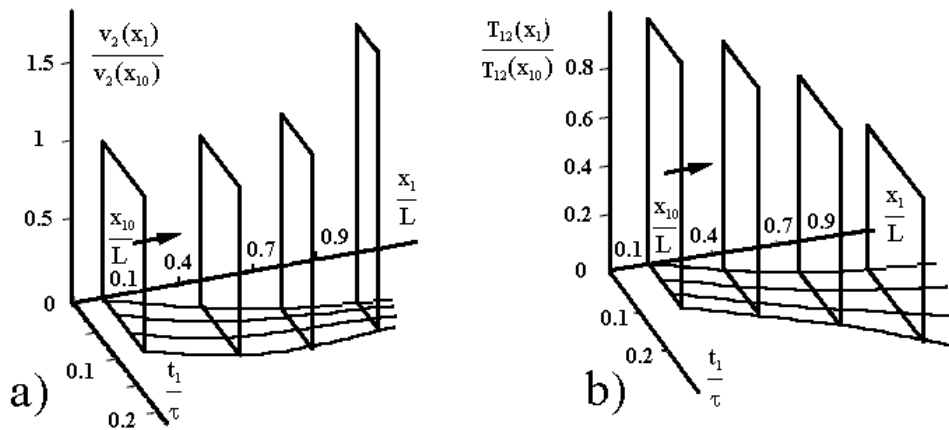 v₂(x₁)
v₂(x₁₀)
1.5
1
0.5
0
x₁₀
L
x₁
L
0.1
0.4
0.7
0.9
0.1
0.2
t₁
τ
a)
T₁₂(x₁)
T₁₂(x₁₀)
0.8
0.6
0.4
0.2
0
x₁₀
L
x₁
L
0.1
0.4
0.7
0.9
0.1
0.2
t₁
τ
b)